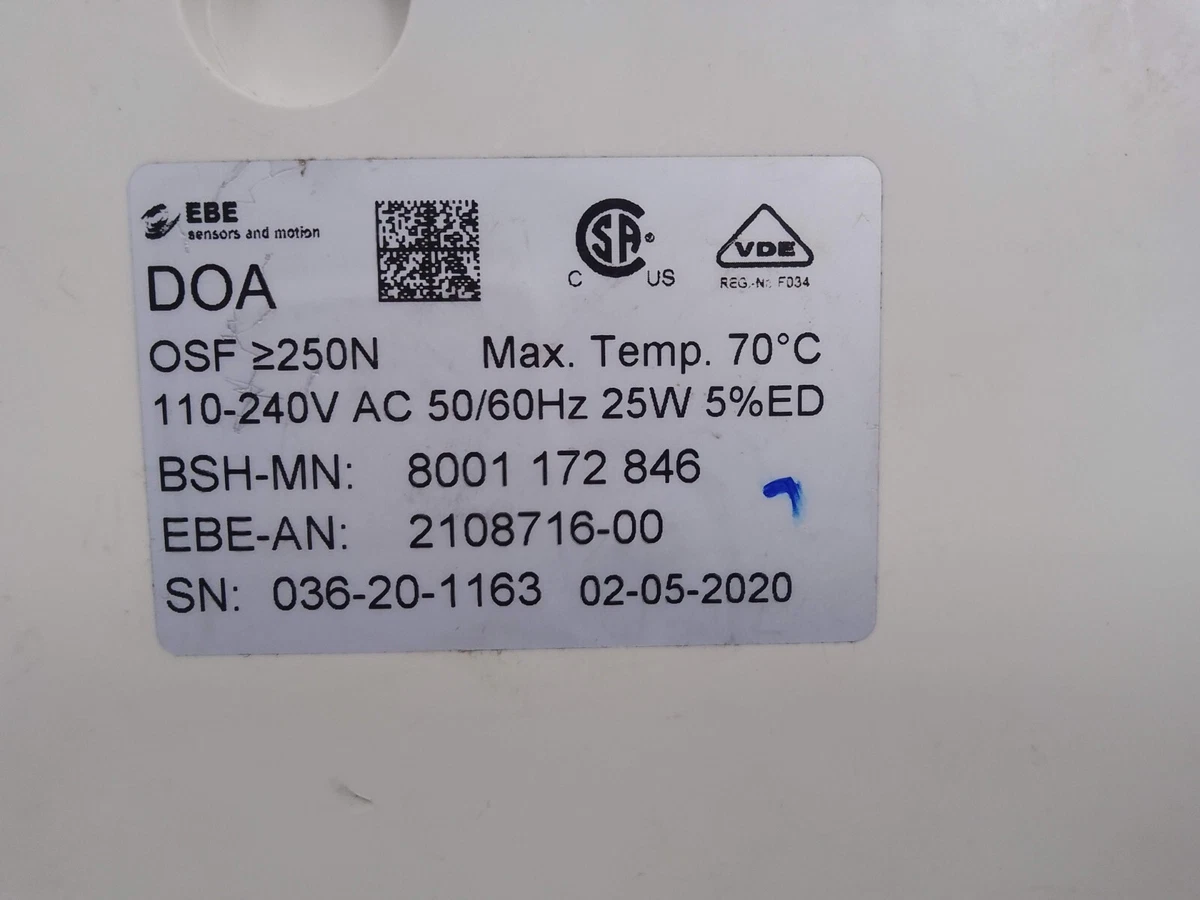 EBE
sensors and motion
DOA
CSA®
C US
VDE
REG.-Nr. F034
OSF ≥250N Max. Temp. 70°C
110-240V AC 50/60Hz 25W 5%ED
BSH-MN: 8001 172 846
EBE-AN: 2108716-00
SN: 036-20-1163 02-05-2020